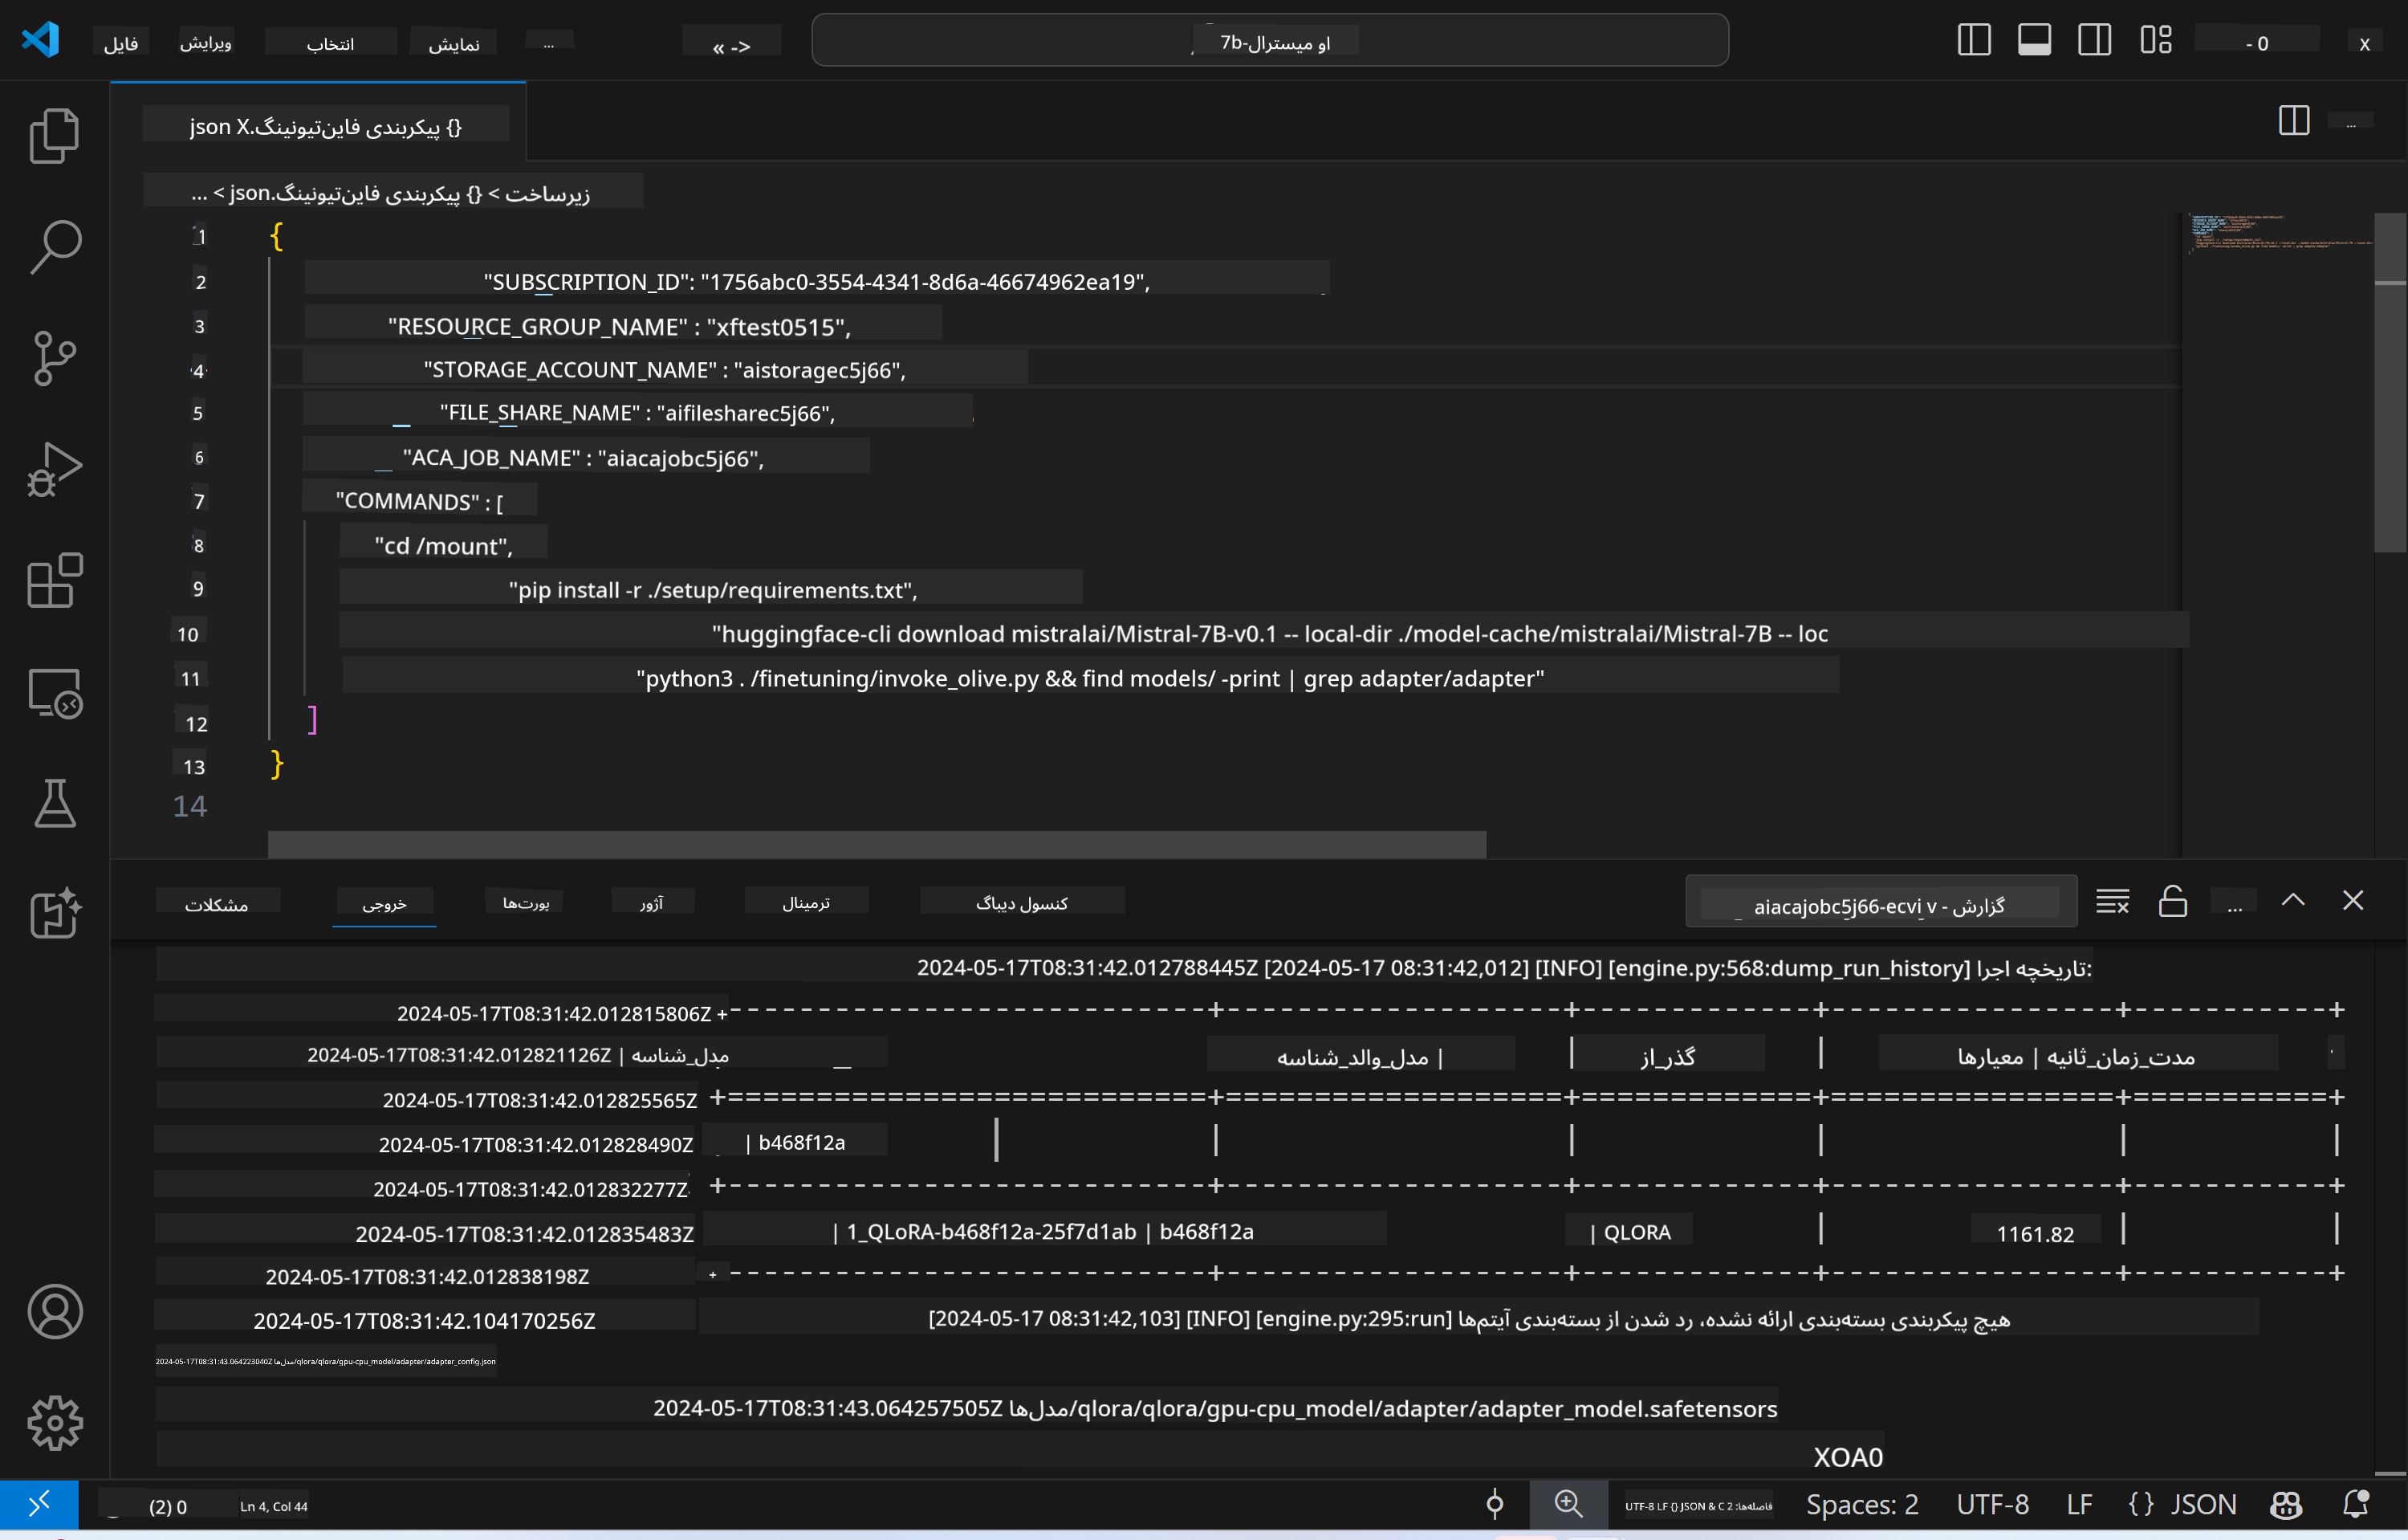 فایل ویرایش انتخاب نمایش ... « <- او میسترال-7b - 0 x
{} پیکربندی فاین‌تیونینگ.json X ...
زیرساخت > {} پیکربندی فاین‌تیونینگ.json > ...
1 {
2 "SUBSCRIPTION_ID": "1756abc0-3554-4341-8d6a-46674962ea19",
3 "RESOURCE_GROUP_NAME" : "xftest0515",
4 "STORAGE_ACCOUNT_NAME" : "aistoragec5j66",
5 "FILE_SHARE_NAME" : "aifilesharec5j66",
6 "ACA_JOB_NAME" : "aiacajobc5j66",
7 "COMMANDS" : [
8 "cd /mount",
9 "pip install -r ./setup/requirements.txt",
10 "huggingface-cli download mistralai/Mistral-7B-v0.1 -- local-dir ./model-cache/mistralai/Mistral-7B -- loc
11 "python3 . /finetuning/invoke_olive.py && find models/ -print | grep adapter/adapter"
12 ]
13 }
14
مشکلات خروجی پورت‌ها آژور ترمینال کنسول دیباگ گزارش - aiacajobc5j66-ecvj v ...
2024-05-17T08:31:42.012788445Z [2024-05-17 08:31:42,012] [INFO] [engine.py:568:dump_run_history] تاریخچه اجرا:
2024-05-17T08:31:42.012815806Z +
2024-05-17T08:31:42.012821126Z | مدل_شناسه | مدل_والد_شناسه | گذر_از | مدت_زمان_ثانیه | معیارها
2024-05-17T08:31:42.012825565Z
2024-05-17T08:31:42.012828490Z | b468f12a
2024-05-17T08:31:42.012832277Z
2024-05-17T08:31:42.012835483Z | 1_QLoRA-b468f12a-25f7d1ab | b468f12a | QLORA | 1161.82
2024-05-17T08:31:42.012838198Z +
2024-05-17T08:31:42.104170256Z [2024-05-17 08:31:42,103] [INFO] [engine.py:295:run] هیچ پیکربندی بسته‌بندی ارائه نشده، رد شدن از بسته‌بندی آیتم‌ها
2024-05-17T08:31:43.064223040Z مدل‌ها/qlora/qlora/gpu-cpu_model/adapter/adapter_config.json
2024-05-17T08:31:43.064257505Z مدل‌ها/qlora/qlora/gpu-cpu_model/adapter/adapter_model.safetensors
XOA0
(2) 0 Ln 4, Col 44 فاصله‌ها: 2 UTF-8 LF {} JSON & C Spaces: 2 UTF-8 LF {} JSON